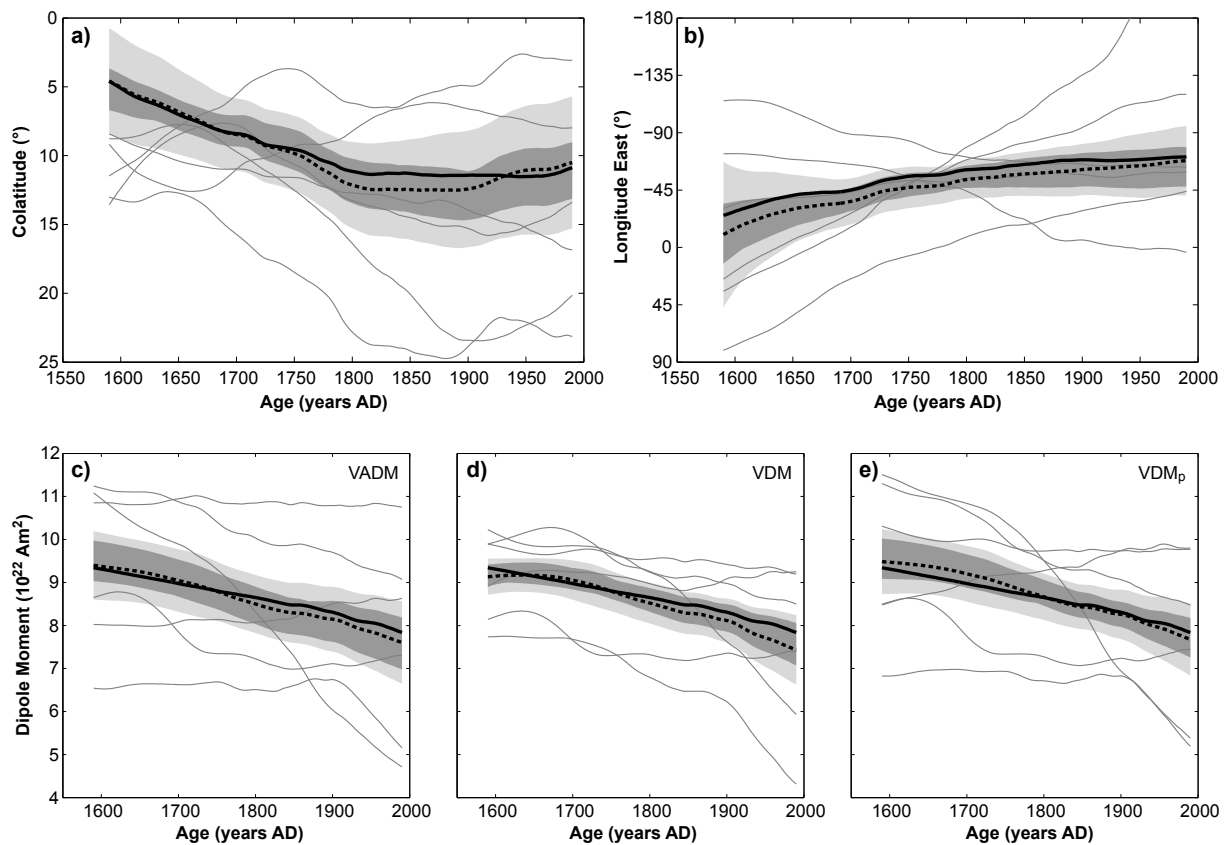 a)
0
5
10
15
20
25
Colatitude (°)
1550 1600 1650 1700 1750 1800 1850 1900 1950 2000
Age (years AD)
b)
−180
−135
−90
−45
0
45
90
Longitude East (°)
1550 1600 1650 1700 1750 1800 1850 1900 1950 2000
Age (years AD)
c)
VADM
12
11
10
9
8
7
6
5
4
Dipole Moment (10²² Am²)
1600 1700 1800 1900 2000
Age (years AD)
d)
VDM
1600 1700 1800 1900 2000
Age (years AD)
e)
VDMₚ
1600 1700 1800 1900 2000
Age (years AD)